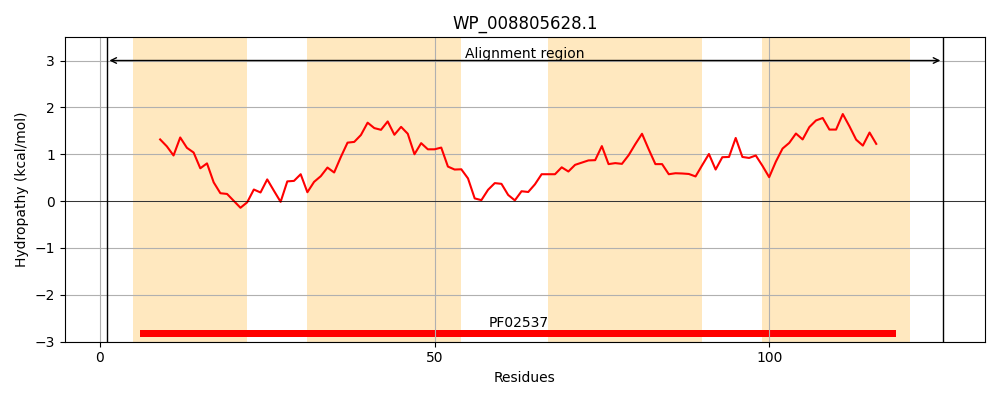 WP_008805628.1
Alignment region
3
2
1
0
−1
−2
−3
Hydropathy (kcal/mol)
PF02537
0
50
100
Residues